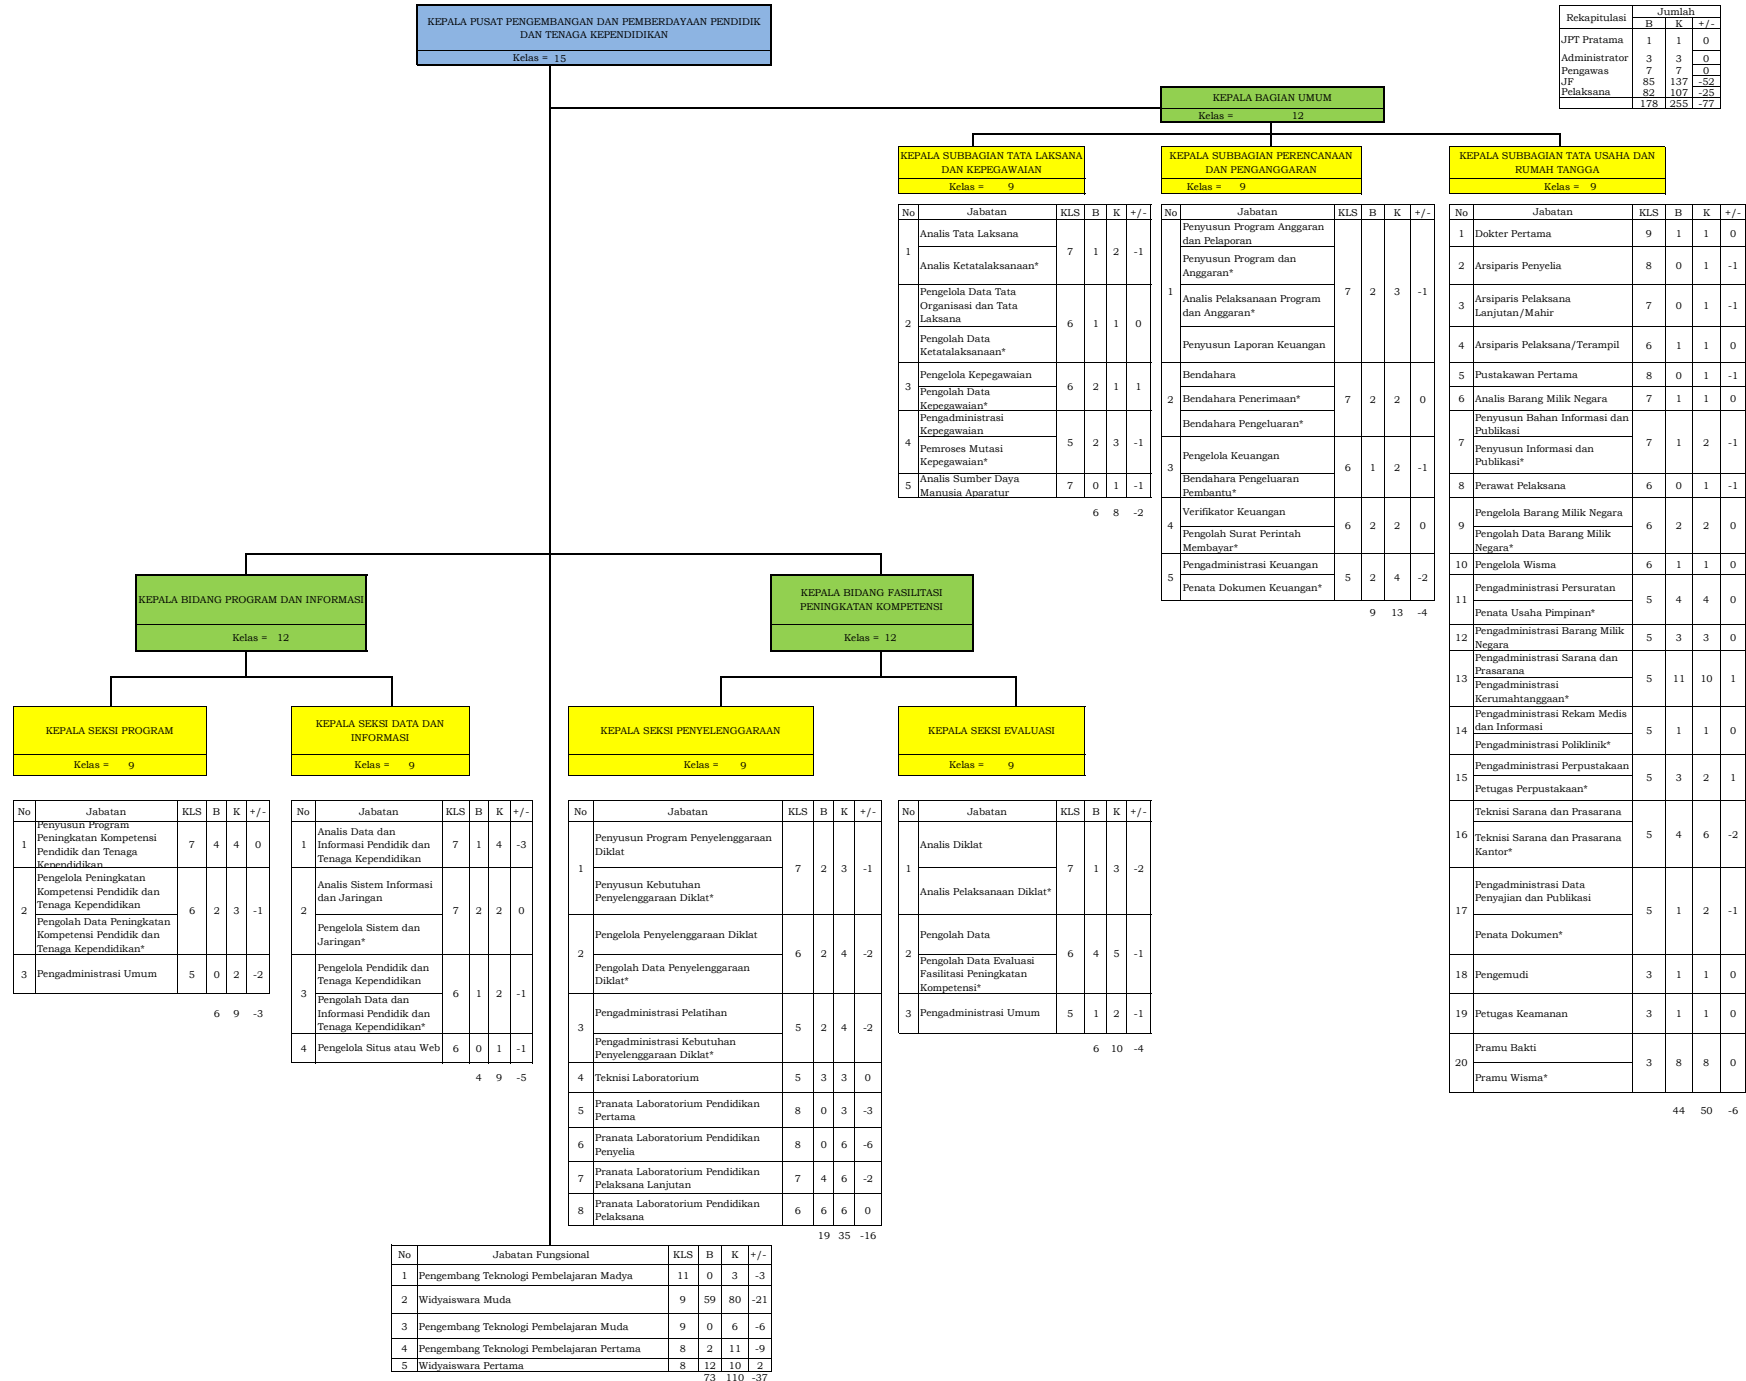 KEPALA PUSAT PENGEMBANGAN DAN PEMBERDAYAAN PENDIDIK
DAN TENAGA KEPENDIDIKAN
Kelas = 15
Rekapitulasi Jumlah
B K +/-
JPT Pratama 1 1 0
Administrator 3 3 0
Pengawas 7 7 0
JF 85 137 -52
Pelaksana 82 107 -25
178 255 -77
KEPALA BAGIAN UMUM
Kelas = 12
KEPALA SUBBAGIAN TATA LAKSANA
DAN KEPEGAWAIAN
Kelas = 9
No Jabatan KLS B K +/-
1 Analis Tata Laksana 7 1 2 -1
Analis Ketatalaksanaan*
2 Pengelola Data Tata
Organisasi dan Tata
Laksana 6 1 1 0
Pengolah Data
Ketatalaksanaan*
3 Pengelola Kepegawaian 6 2 1 1
Pengolah Data
Kepegawaian*
4 Pengadministrasi
Kepegawaian 5 2 3 -1
Pemroses Mutasi
Kepegawaian*
5 Analis Sumber Daya
Manusia Aparatur 7 0 1 -1
6 8 -2
KEPALA SUBBAGIAN PERENCANAAN
DAN PENGANGGARAN
Kelas = 9
No Jabatan KLS B K +/-
1 Penyusun Program Anggaran
dan Pelaporan 7 2 3 -1
Penyusun Program dan
Anggaran*
Analis Pelaksanaan Program
dan Anggaran*
Penyusun Laporan Keuangan
2 Bendahara 7 2 2 0
Bendahara Penerimaan*
Bendahara Pengeluaran*
3 Pengelola Keuangan 6 1 2 -1
Bendahara Pengeluaran
Pembantu*
4 Verifikator Keuangan 6 2 2 0
Pengolah Surat Perintah
Membayar*
5 Pengadministrasi Keuangan 5 2 4 -2
Penata Dokumen Keuangan*
9 13 -4
KEPALA SUBBAGIAN TATA USAHA DAN
RUMAH TANGGA
Kelas = 9
No Jabatan KLS B K +/-
1 Dokter Pertama 9 1 1 0
2 Arsiparis Penyelia 8 0 1 -1
3 Arsiparis Pelaksana
Lanjutan/Mahir 7 0 1 -1
4 Arsiparis Pelaksana/Terampil 6 1 1 0
5 Pustakawan Pertama 8 0 1 -1
6 Analis Barang Milik Negara 7 1 1 0
7 Penyusun Bahan Informasi dan
Publikasi 7 1 2 -1
Penyusun Informasi dan
Publikasi*
8 Perawat Pelaksana 6 0 1 -1
9 Pengelola Barang Milik Negara 6 2 2 0
Pengolah Data Barang Milik
Negara*
10 Pengelola Wisma 6 1 1 0
11 Pengadministrasi Persuratan 5 4 4 0
Penata Usaha Pimpinan*
12 Pengadministrasi Barang Milik
Negara 5 3 3 0
13 Pengadministrasi Sarana dan
Prasarana 5 11 10 1
Pengadministrasi
Kerumahtanggaan*
14 Pengadministrasi Rekam Medis
dan Informasi 5 1 1 0
Pengadministrasi Poliklinik*
15 Pengadministrasi Perpustakaan 5 3 2 1
Petugas Perpustakaan*
16 Teknisi Sarana dan Prasarana 5 4 6 -2
Teknisi Sarana dan Prasarana
Kantor*
17 Pengadministrasi Data
Penyajian dan Publikasi 5 1 2 -1
Penata Dokumen*
18 Pengemudi 3 1 1 0
19 Petugas Keamanan 3 1 1 0
20 Pramu Bakti 3 8 8 0
Pramu Wisma*
44 50 -6
KEPALA BIDANG PROGRAM DAN INFORMASI
Kelas = 12
KEPALA BIDANG FASILITASI
PENINGKATAN KOMPETENSI
Kelas = 12
KEPALA SEKSI PROGRAM
Kelas = 9
No Jabatan KLS B K +/-
1 Penyusun Program
Peningkatan Kompetensi
Pendidik dan Tenaga
Kependidikan 7 4 4 0
2 Pengelola Peningkatan
Kompetensi Pendidik dan
Tenaga Kependidikan 6 2 3 -1
Pengolah Data Peningkatan
Kompetensi Pendidik dan
Tenaga Kependidikan*
3 Pengadministrasi Umum 5 0 2 -2
6 9 -3
KEPALA SEKSI DATA DAN
INFORMASI
Kelas = 9
No Jabatan KLS B K +/-
1 Analis Data dan
Informasi Pendidik dan
Tenaga Kependidikan 7 1 4 -3
2 Analis Sistem Informasi
dan Jaringan 7 2 2 0
Pengelola Sistem dan
Jaringan*
3 Pengelola Pendidik dan
Tenaga Kependidikan 6 1 2 -1
Pengolah Data dan
Informasi Pendidik dan
Tenaga Kependidikan*
4 Pengelola Situs atau Web 6 0 1 -1
4 9 -5
KEPALA SEKSI PENYELENGGARAAN
Kelas = 9
No Jabatan KLS B K +/-
1 Penyusun Program Penyelenggaraan
Diklat 7 2 3 -1
Penyusun Kebutuhan
Penyelenggaraan Diklat*
2 Pengelola Penyelenggaraan Diklat 6 2 4 -2
Pengolah Data Penyelenggaraan
Diklat*
3 Pengadministrasi Pelatihan 5 2 4 -2
Pengadministrasi Kebutuhan
Penyelenggaraan Diklat*
4 Teknisi Laboratorium 5 3 3 0
5 Pranata Laboratorium Pendidikan
Pertama 8 0 3 -3
6 Pranata Laboratorium Pendidikan
Penyelia 8 0 6 -6
7 Pranata Laboratorium Pendidikan
Pelaksana Lanjutan 7 4 6 -2
8 Pranata Laboratorium Pendidikan
Pelaksana 6 6 6 0
19 35 -16
KEPALA SEKSI EVALUASI
Kelas = 9
No Jabatan KLS B K +/-
1 Analis Diklat 7 1 3 -2
Analis Pelaksanaan Diklat*
2 Pengolah Data 6 4 5 -1
Pengolah Data Evaluasi
Fasilitasi Peningkatan
Kompetensi*
3 Pengadministrasi Umum 5 1 2 -1
6 10 -4
No Jabatan Fungsional KLS B K +/-
1 Pengembang Teknologi Pembelajaran Madya 11 0 3 -3
2 Widyaiswara Muda 9 59 80 -21
3 Pengembang Teknologi Pembelajaran Muda 9 0 6 -6
4 Pengembang Teknologi Pembelajaran Pertama 8 2 11 -9
5 Widyaiswara Pertama 8 12 10 2
73 110 -37